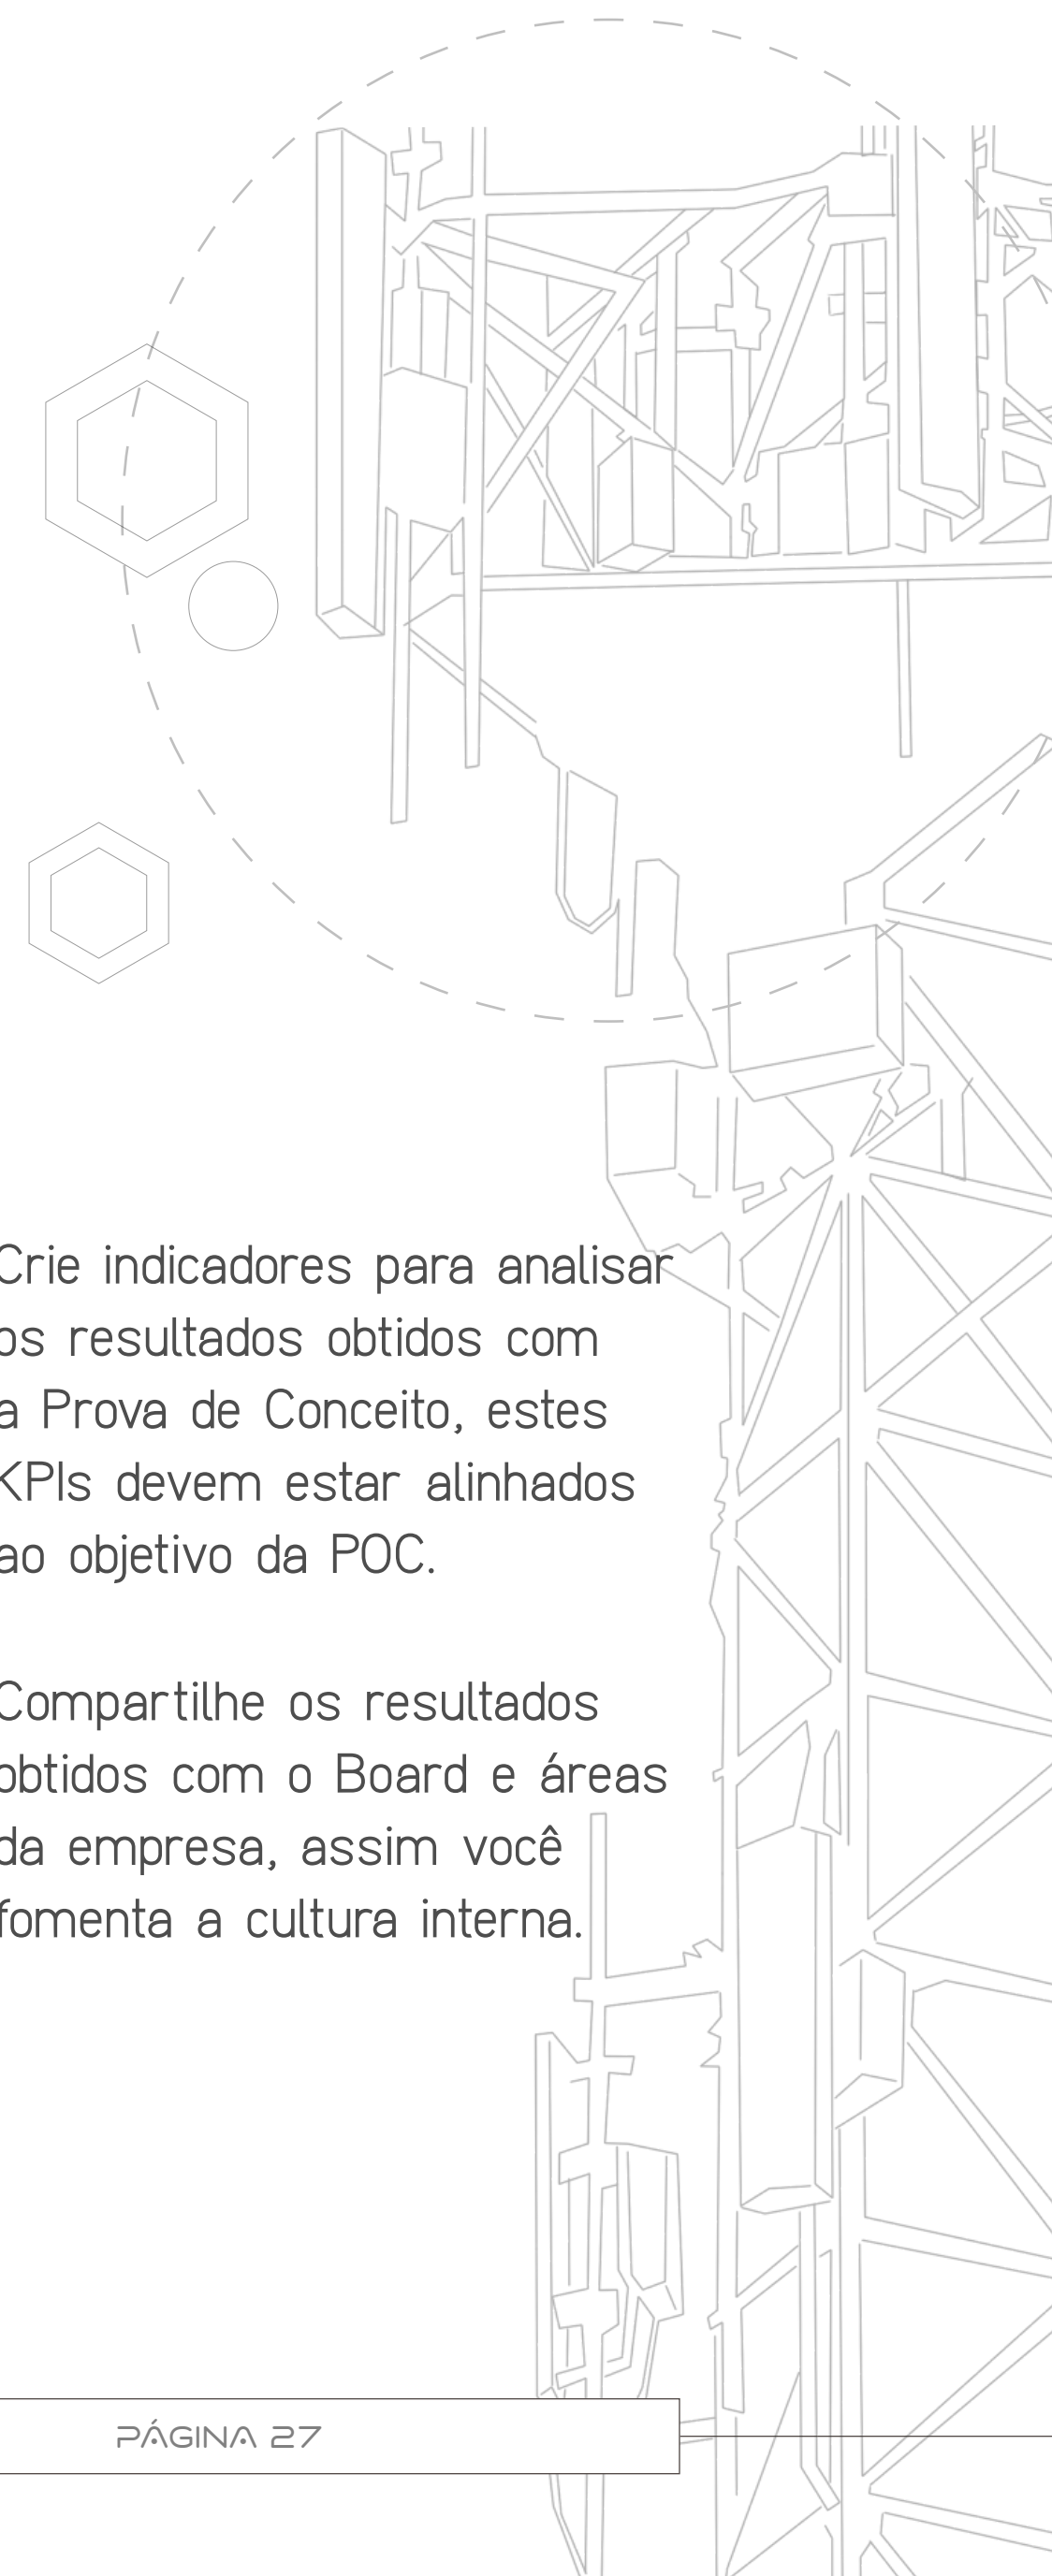 Crie indicadores para analisar
os resultados obtidos com
a Prova de Conceito, estes
KPIs devem estar alinhados
ao objetivo da POC.
Compartilhe os resultados
obtidos com o Board e áreas
da empresa, assim você
fomenta a cultura interna.
PÁGINA 27